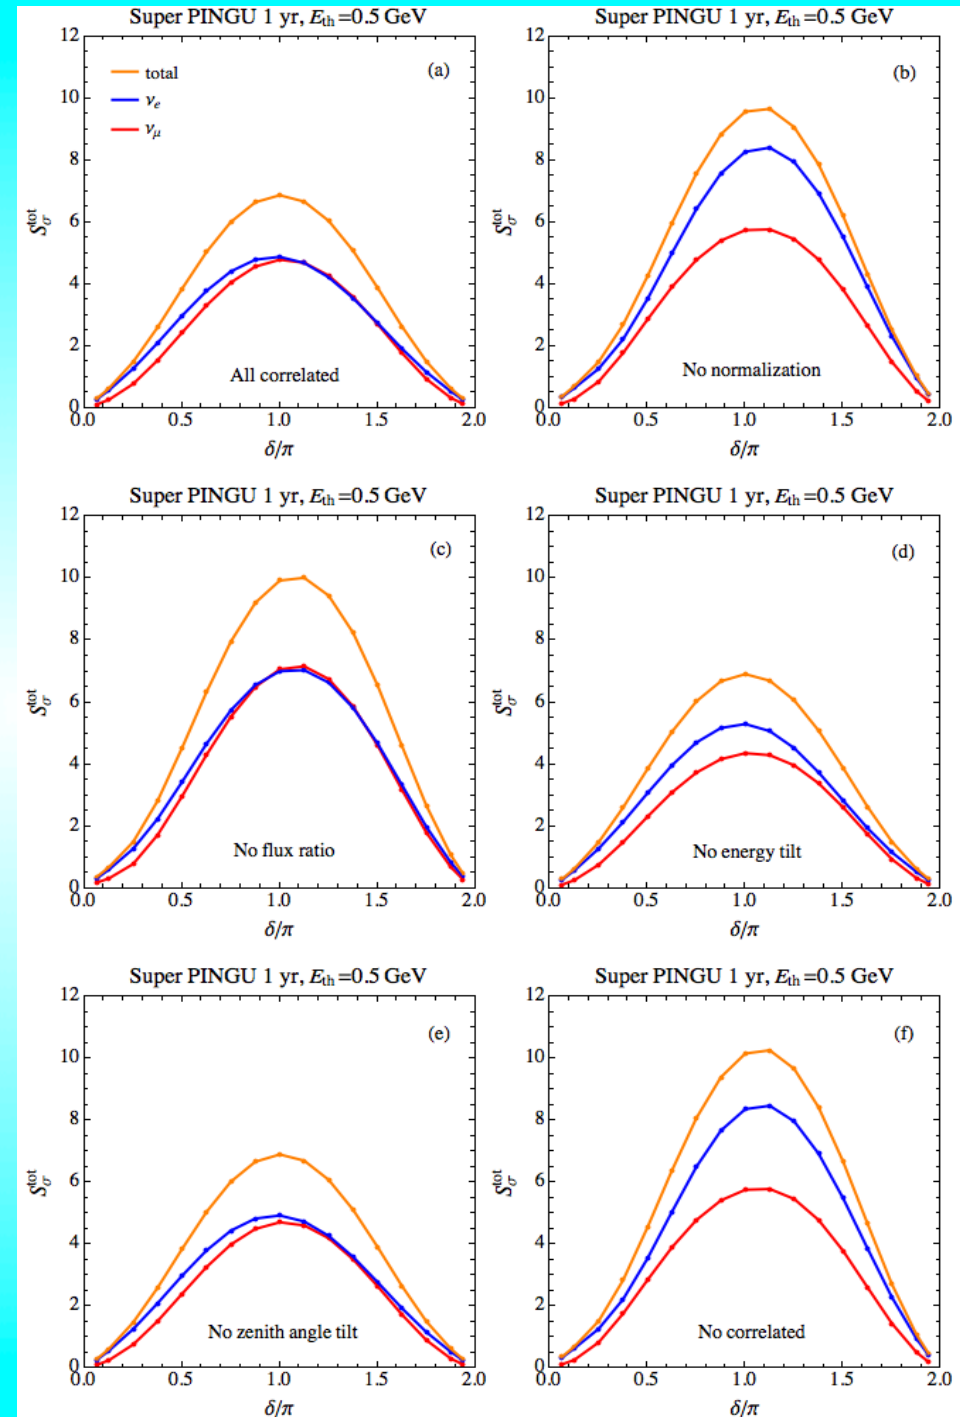 Super PINGU 1 yr, Eth=0.5 GeV
Super PINGU 1 yr, Eth=0.5 GeV
12
10
8
6
4
2
0
Sσtot
total
νe
νμ
(a)
All correlated
0.0 0.5 1.0 1.5 2.0
δ/π
12
10
8
6
4
2
0
Sσtot
(b)
No normalization
0.0 0.5 1.0 1.5 2.0
δ/π
Super PINGU 1 yr, Eth=0.5 GeV
Super PINGU 1 yr, Eth=0.5 GeV
12
10
8
6
4
2
0
Sσtot
(c)
No flux ratio
0.0 0.5 1.0 1.5 2.0
δ/π
12
10
8
6
4
2
0
Sσtot
(d)
No energy tilt
0.0 0.5 1.0 1.5 2.0
δ/π
Super PINGU 1 yr, Eth=0.5 GeV
Super PINGU 1 yr, Eth=0.5 GeV
12
10
8
6
4
2
0
Sσtot
(e)
No zenith angle tilt
0.0 0.5 1.0 1.5 2.0
δ/π
12
10
8
6
4
2
0
Sσtot
(f)
No correlated
0.0 0.5 1.0 1.5 2.0
δ/π